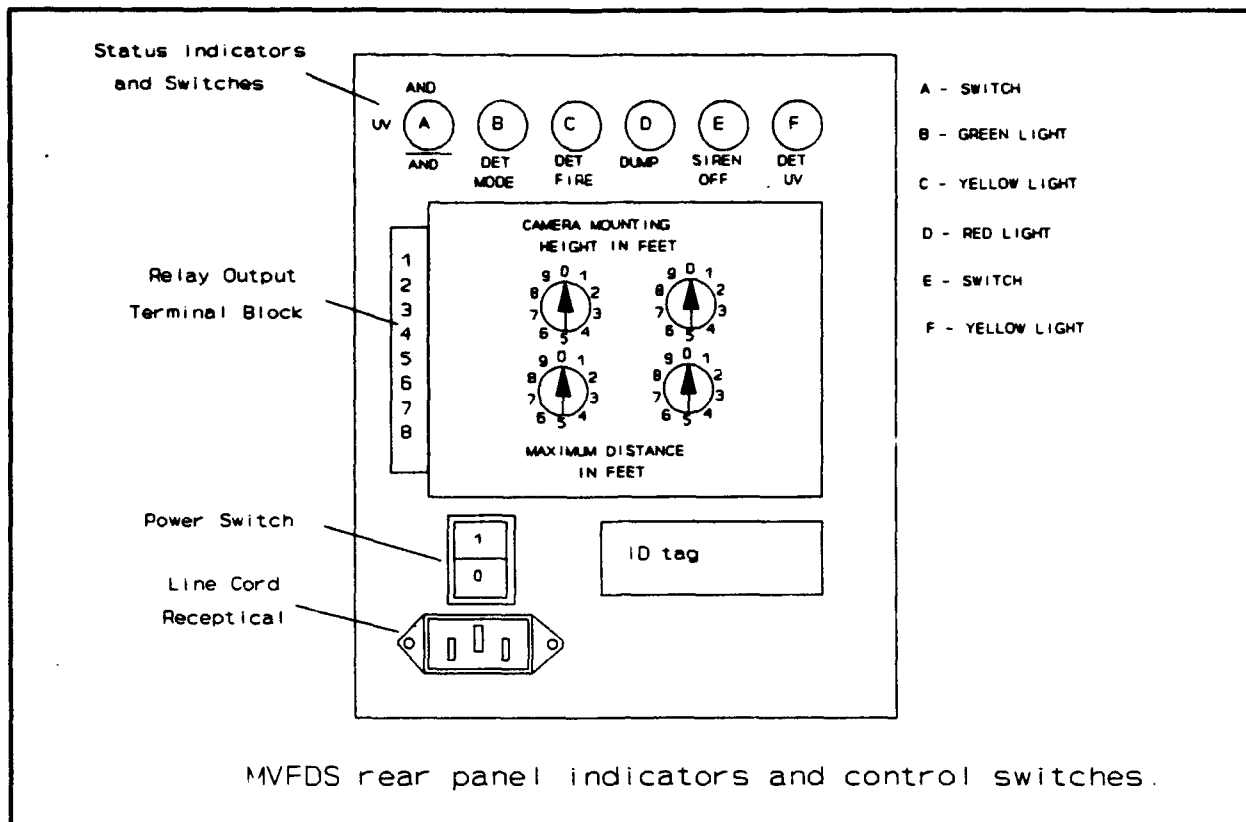 Status Indicators
and Switches
AND
UV
A B C D E F
AND
DET
MODE
DET
FIRE
DUMP
SIREN
OFF
DET
UV
A - SWITCH
B - GREEN LIGHT
C - YELLOW LIGHT
D - RED LIGHT
E - SWITCH
F - YELLOW LIGHT
CAMERA MOUNTING
HEIGHT IN FEET
0 1 2 3 4 5 6 7 8 9
0 1 2 3 4 5 6 7 8 9
0 1 2 3 4 5 6 7 8 9
0 1 2 3 4 5 6 7 8 9
MAXIMUM DISTANCE
IN FEET
Relay Output
Terminal Block
1
2
3
4
5
6
7
8
Power Switch
1
0
ID tag
Line Cord
Receptical
MVFDS rear panel indicators and control switches.